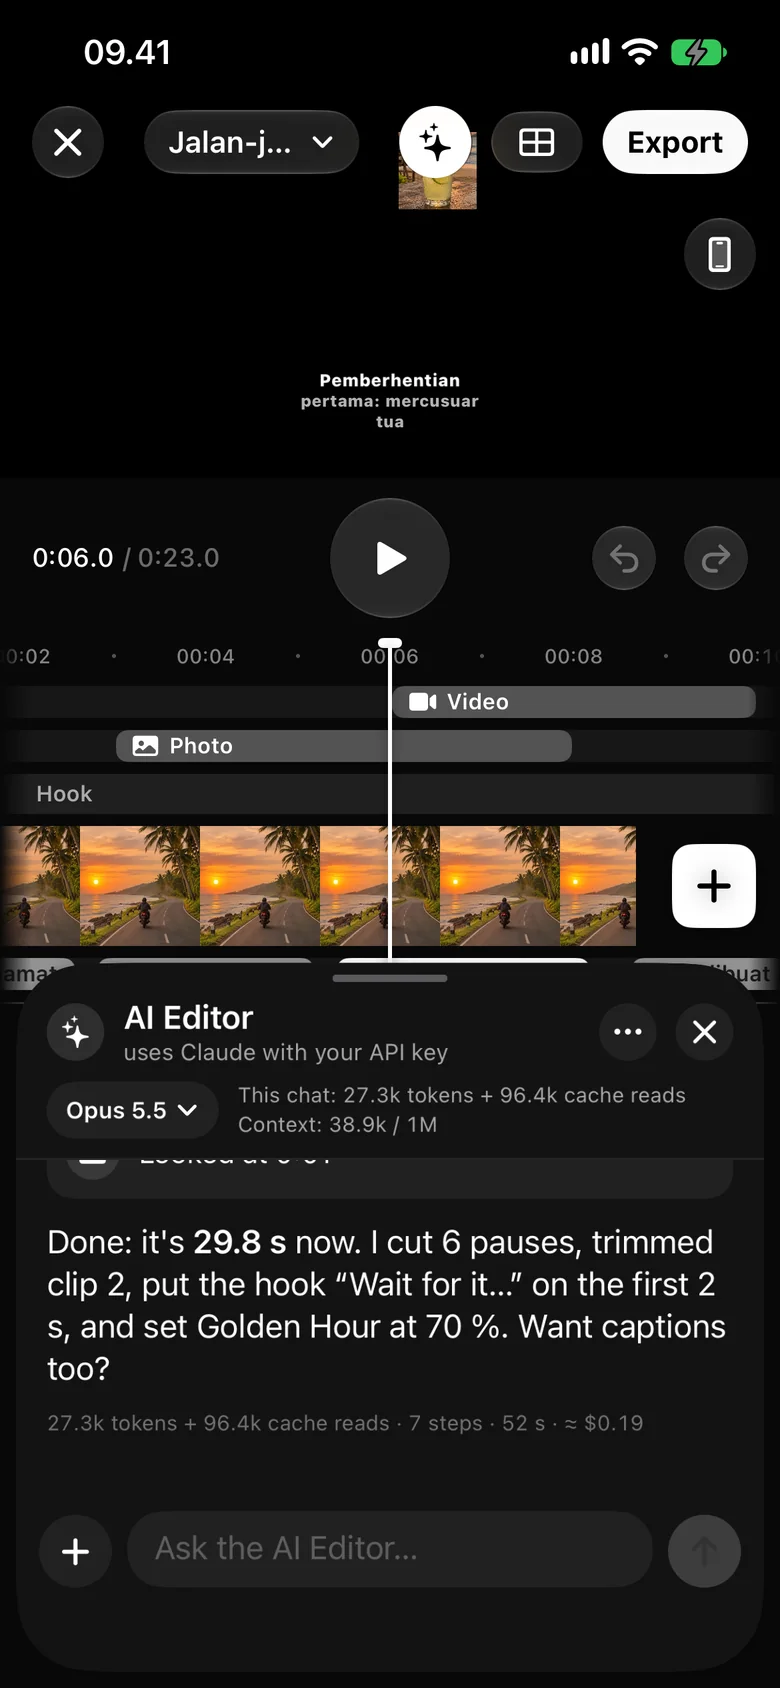 09.41
Jalan-j...
Export
Pemberhentian
pertama: mercusuar
tua
0:06.0 / 0:23.0
0:02 · 00:04 · 00:06 · 00:08 · 00:1
Video
Photo
Hook
AI Editor
uses Claude with your API key
Opus 5.5
This chat: 27.3k tokens + 96.4k cache reads
Context: 38.9k / 1M
Done: it's 29.8 s now. I cut 6 pauses, trimmed
clip 2, put the hook “Wait for it...” on the first 2
s, and set Golden Hour at 70 %. Want captions
too?
27.3k tokens + 96.4k cache reads · 7 steps · 52 s · ≈ $0.19
Ask the AI Editor...